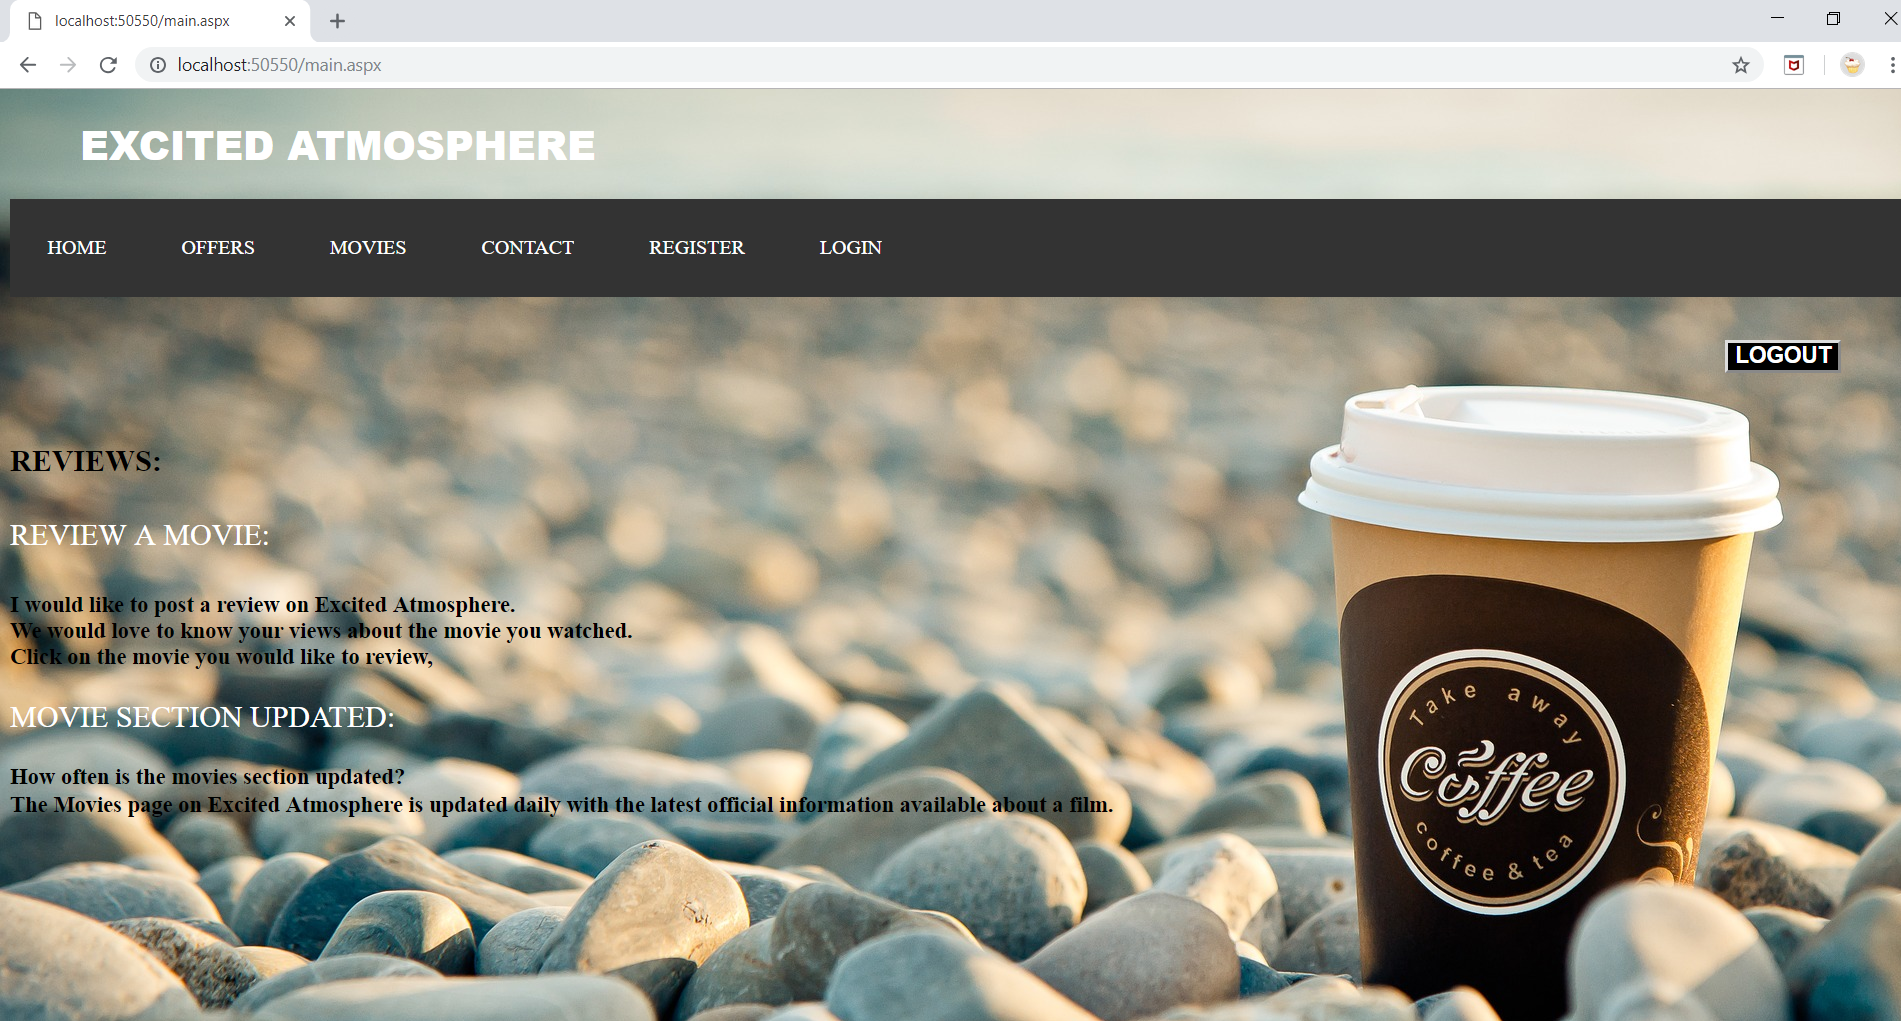 localhost:50550/main.aspx
localhost:50550/main.aspx
EXCITED ATMOSPHERE
HOME OFFERS MOVIES CONTACT REGISTER LOGIN
LOGOUT
REVIEWS:
REVIEW A MOVIE:
I would like to post a review on Excited Atmosphere.
We would love to know your views about the movie you watched.
Click on the movie you would like to review,
MOVIE SECTION UPDATED:
How often is the movies section updated?
The Movies page on Excited Atmosphere is updated daily with the latest official information available about a film.
Take away
Coffee
coffee & tea